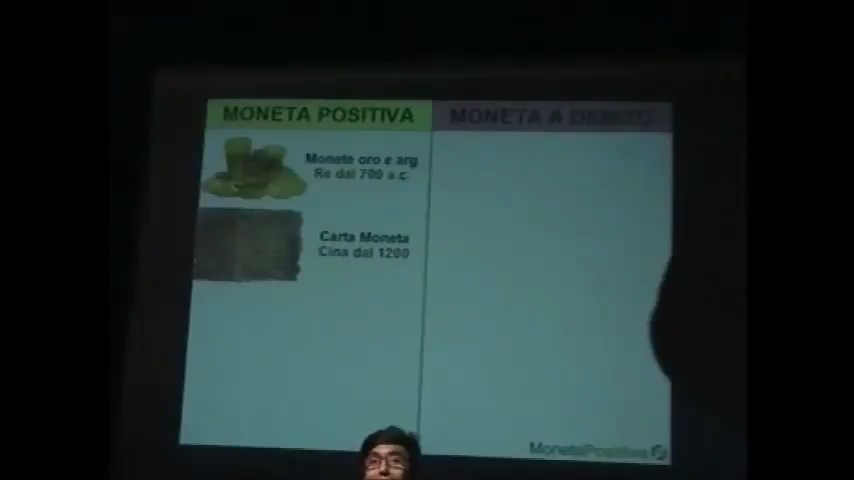 MONETA POSITIVA
MONETA A DEBITO
Monete oro e arg
Re dal 700 a.c.
Carta Moneta
Cina dal 1200
MonetaPositiva